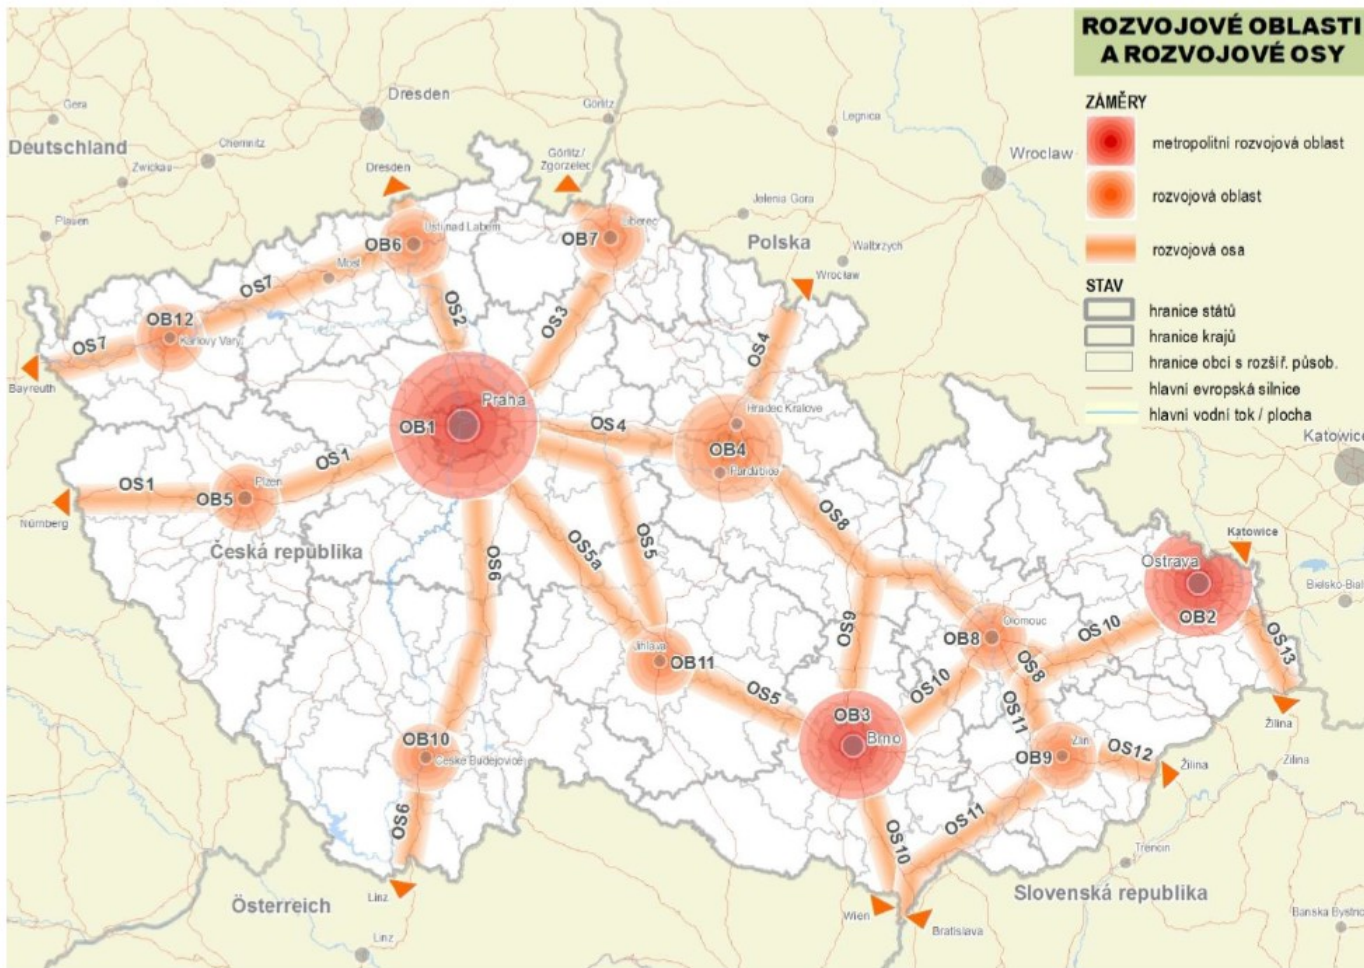 ROZVOJOVÉ OBLASTI
A ROZVOJOVÉ OSY
ZÁMĚRY
metropolitní rozvojová oblast
rozvojová oblast
rozvojová osa
STAV
hranice států
hranice krajů
hranice obcí s rozšíř. působ.
hlavní evropská silnice
hlavní vodní tok / plocha
Gera
Dresden
Görlitz
Legnica
Deutschland
Chemnitz
Zwickau
Dresden
Görlitz/
Zgorzelec
Wroclaw
Plauen
Jelenia Gora
Polska
Walbrzych
Wroclaw
OB6
Ústí nad Labem
OB7
Liberec
Most
OS7
OS2
OS3
OS4
OB12
Karlovy Vary
OS7
Bayreuth
Praha
OB1
OS4
Hradec Králové
OB4
Pardubice
Katowice
OS1
OS1
OB5
Plzeň
Nürnberg
Česká republika
OS6
OS5a
OS5
OS8
Katowice
Ostrava
OB2
Bielsko-Bial
OS9
OB8
Olomouc
OS10
OS13
Jihlava
OB11
OS5
OS10
OS8
OS11
OB3
Brno
Žilina
OB10
České Budějovice
OB9
Zlín
OS12
Žilina
Žilina
OS6
OS10
OS11
Trencin
Linz
Österreich
Slovenská republika
Wien
Bratislava
Banska Bystric
Linz